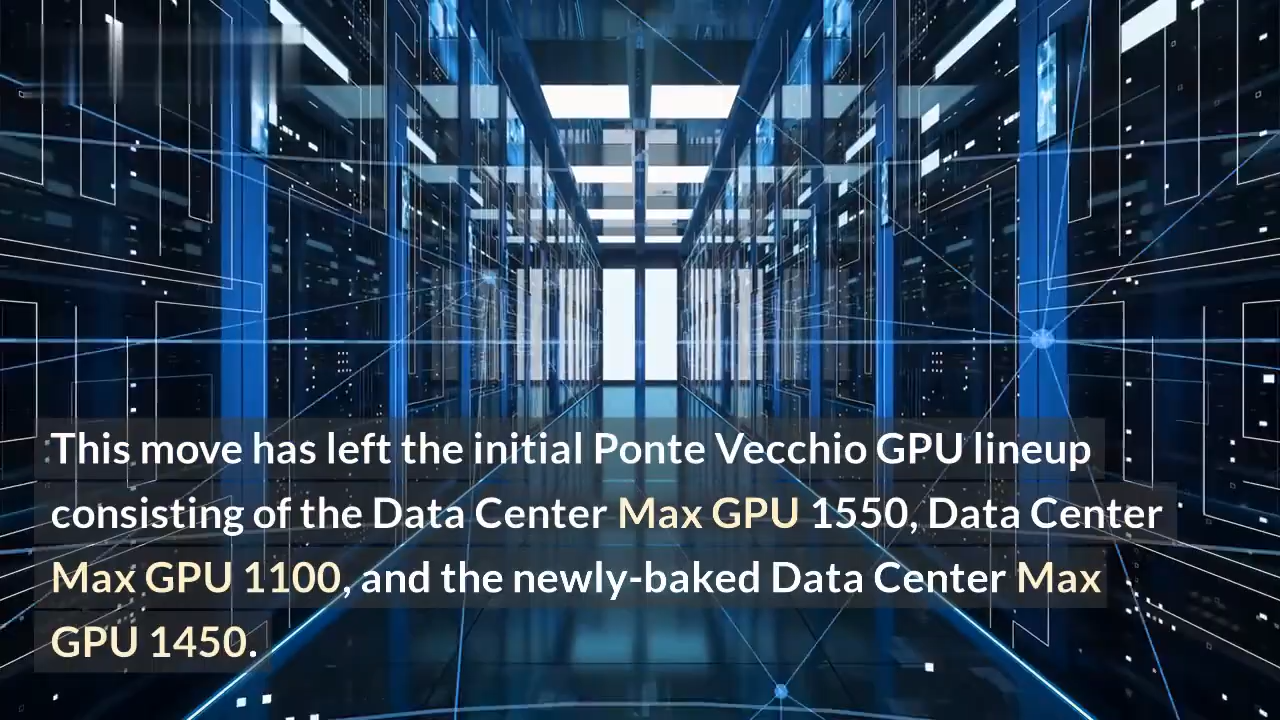 This move has left the initial Ponte Vecchio GPU lineup
consisting of the Data Center Max GPU 1550, Data Center
Max GPU 1100, and the newly-baked Data Center Max
GPU 1450.